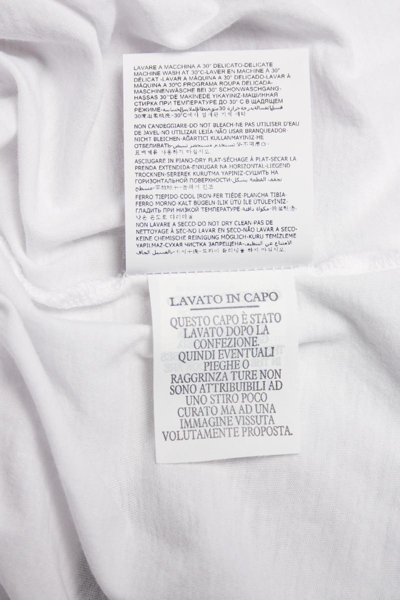 LAVARE A MACCHINA A 30° DELICATO-DELICATE
MACHINE WASH AT 30°C-LAVER EN MACHINE À 30°
DÉLICAT-LAVAR A MÁQUINA A 30° DELICADO-LAVAR À
MÁQUINA A 30°C PROGRAMA ROUPA DELICADA-
MASCHINENWÄSCHE BEI 30° SCHONWASCHGANG-
HASSAS 30° DE MAKİNEDE YIKAYINIZ-МАШИННАЯ
СТИРКА ПРИ ТЕМПЕРАТУРЕ ДО 30° С В ЩАДЯЩЕМ
РЕЖИМЕ-
NON CANDEGGIARE-DO NOT BLEACH-NE PAS UTILISER D'EAU
DE JAVEL-NO UTILIZAR LEJÍA-NÃO USAR BRANQUEADOR-
NICHT BLEICHEN-AĞARTICI KULLANMAYINIZ-НЕ
ОТБЕЛИВАТЬ-
ASCIUGARE IN PIANO-DRY FLAT-SÉCHAGE À PLAT-SECAR LA
PRENDA EXTENDIDA-ENXUGAR NA HORIZONTAL-LIEGEND
TROCKNEN-SEREREK KURUTMA YAPINIZ-СУШИТЬ НА
ГОРИЗОНТАЛЬНОЙ ПОВЕРХНОСТИ-
FERRO TIEPIDO-COOL IRON-FER TIÈDE-PLANCHA TIBIA-
FERRO MORNO-KALT BÜGELN-ILIK ÜTÜ İLE ÜTÜLEYİNİZ-
ГЛАДИТЬ ПРИ НИЗКОЙ ТЕМПЕРАТУРЕ
NON LAVARE A SECCO-DO NOT DRY CLEAN-PAS DE
NETTOYAGE À SEC-NO LAVAR EN SECO-NÃO LAVAR A SECO-
KEINE CHEMISCHE REINIGUNG MÖGLICH-KURU TEMİZLEME
YAPILMAZ-СУХАЯ ЧИСТКА ЗАПРЕЩЕНА-
LAVATO IN CAPO
QUESTO CAPO È STATO
LAVATO DOPO LA
CONFEZIONE
QUINDI EVENTUALI
PIEGHE O
RAGGRINZA TURE NON
SONO ATTRIBUIBILI AD
UNO STIRO POCO
CURATO MA AD UNA
IMMAGINE VISSUTA
VOLUTAMENTE PROPOSTA.